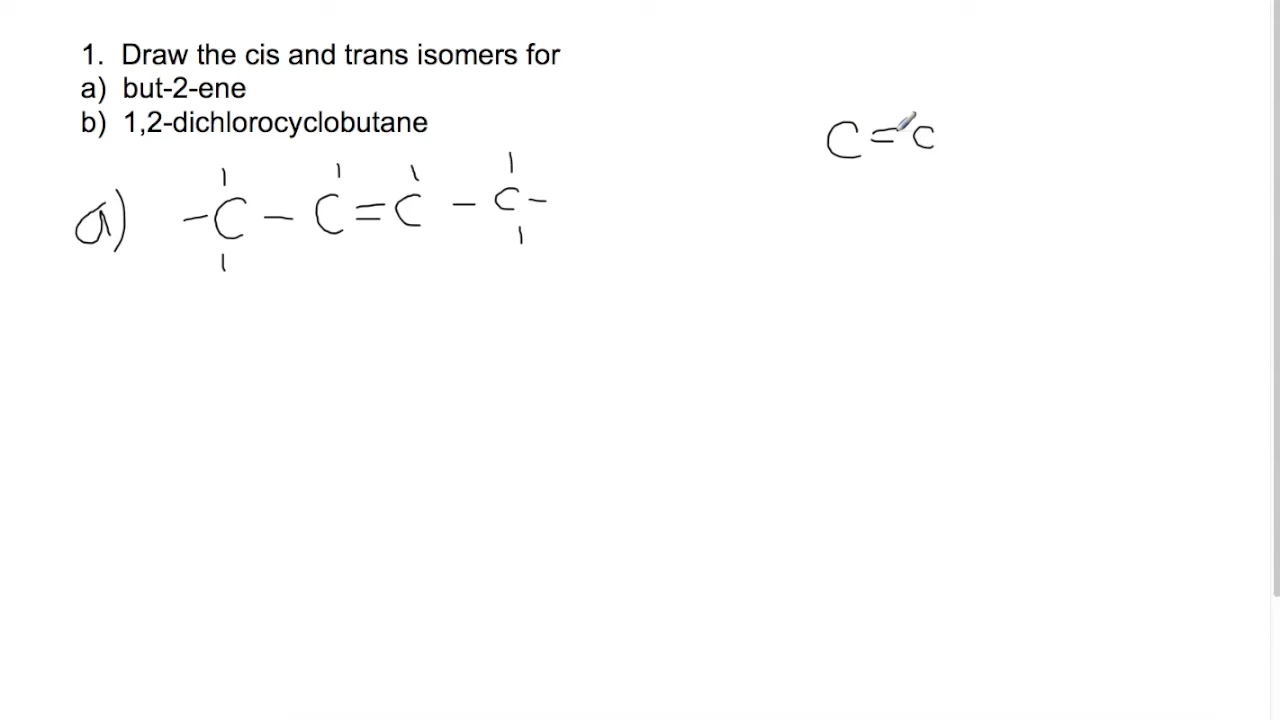 1. Draw the cis and trans isomers for
a) but-2-ene
b) 1,2-dichlorocyclobutane
C=C
a) -C-C=C-C-